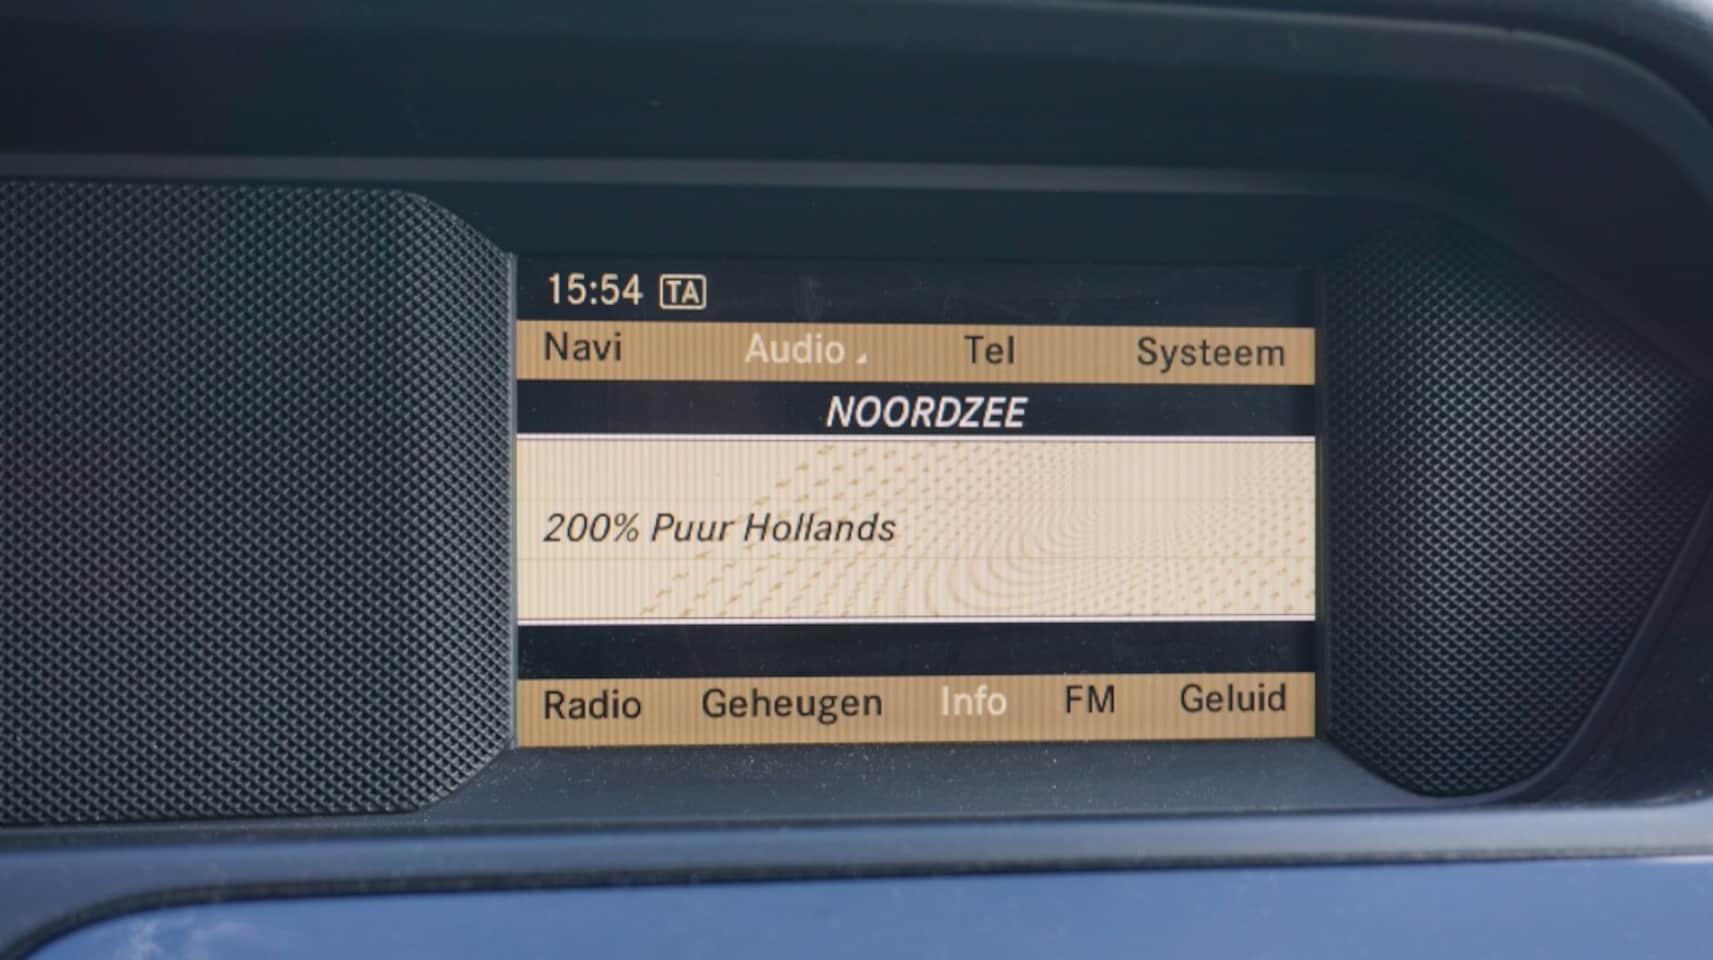 15:54 TA
Navi Audio Tel Systeem
NOORDZEE
200% Puur Hollands
Radio Geheugen Info FM Geluid